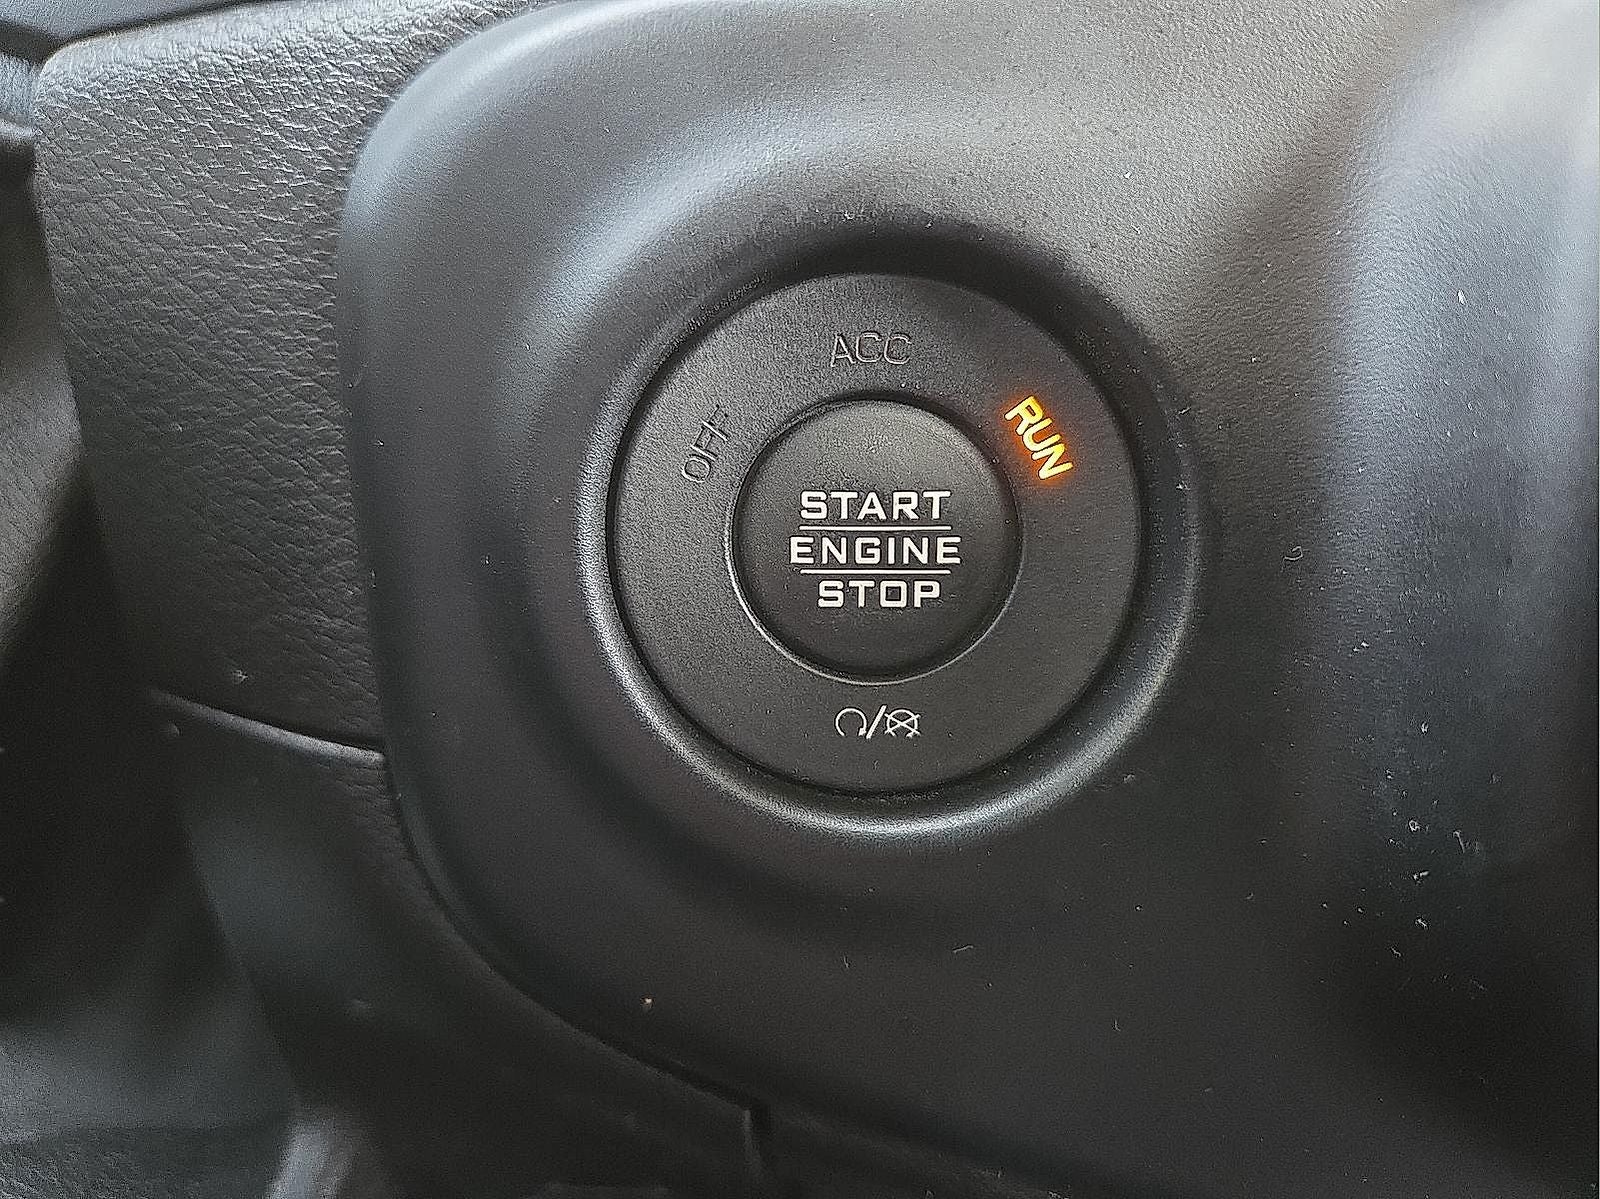 ACC
OFF
RUN
START
ENGINE
STOP